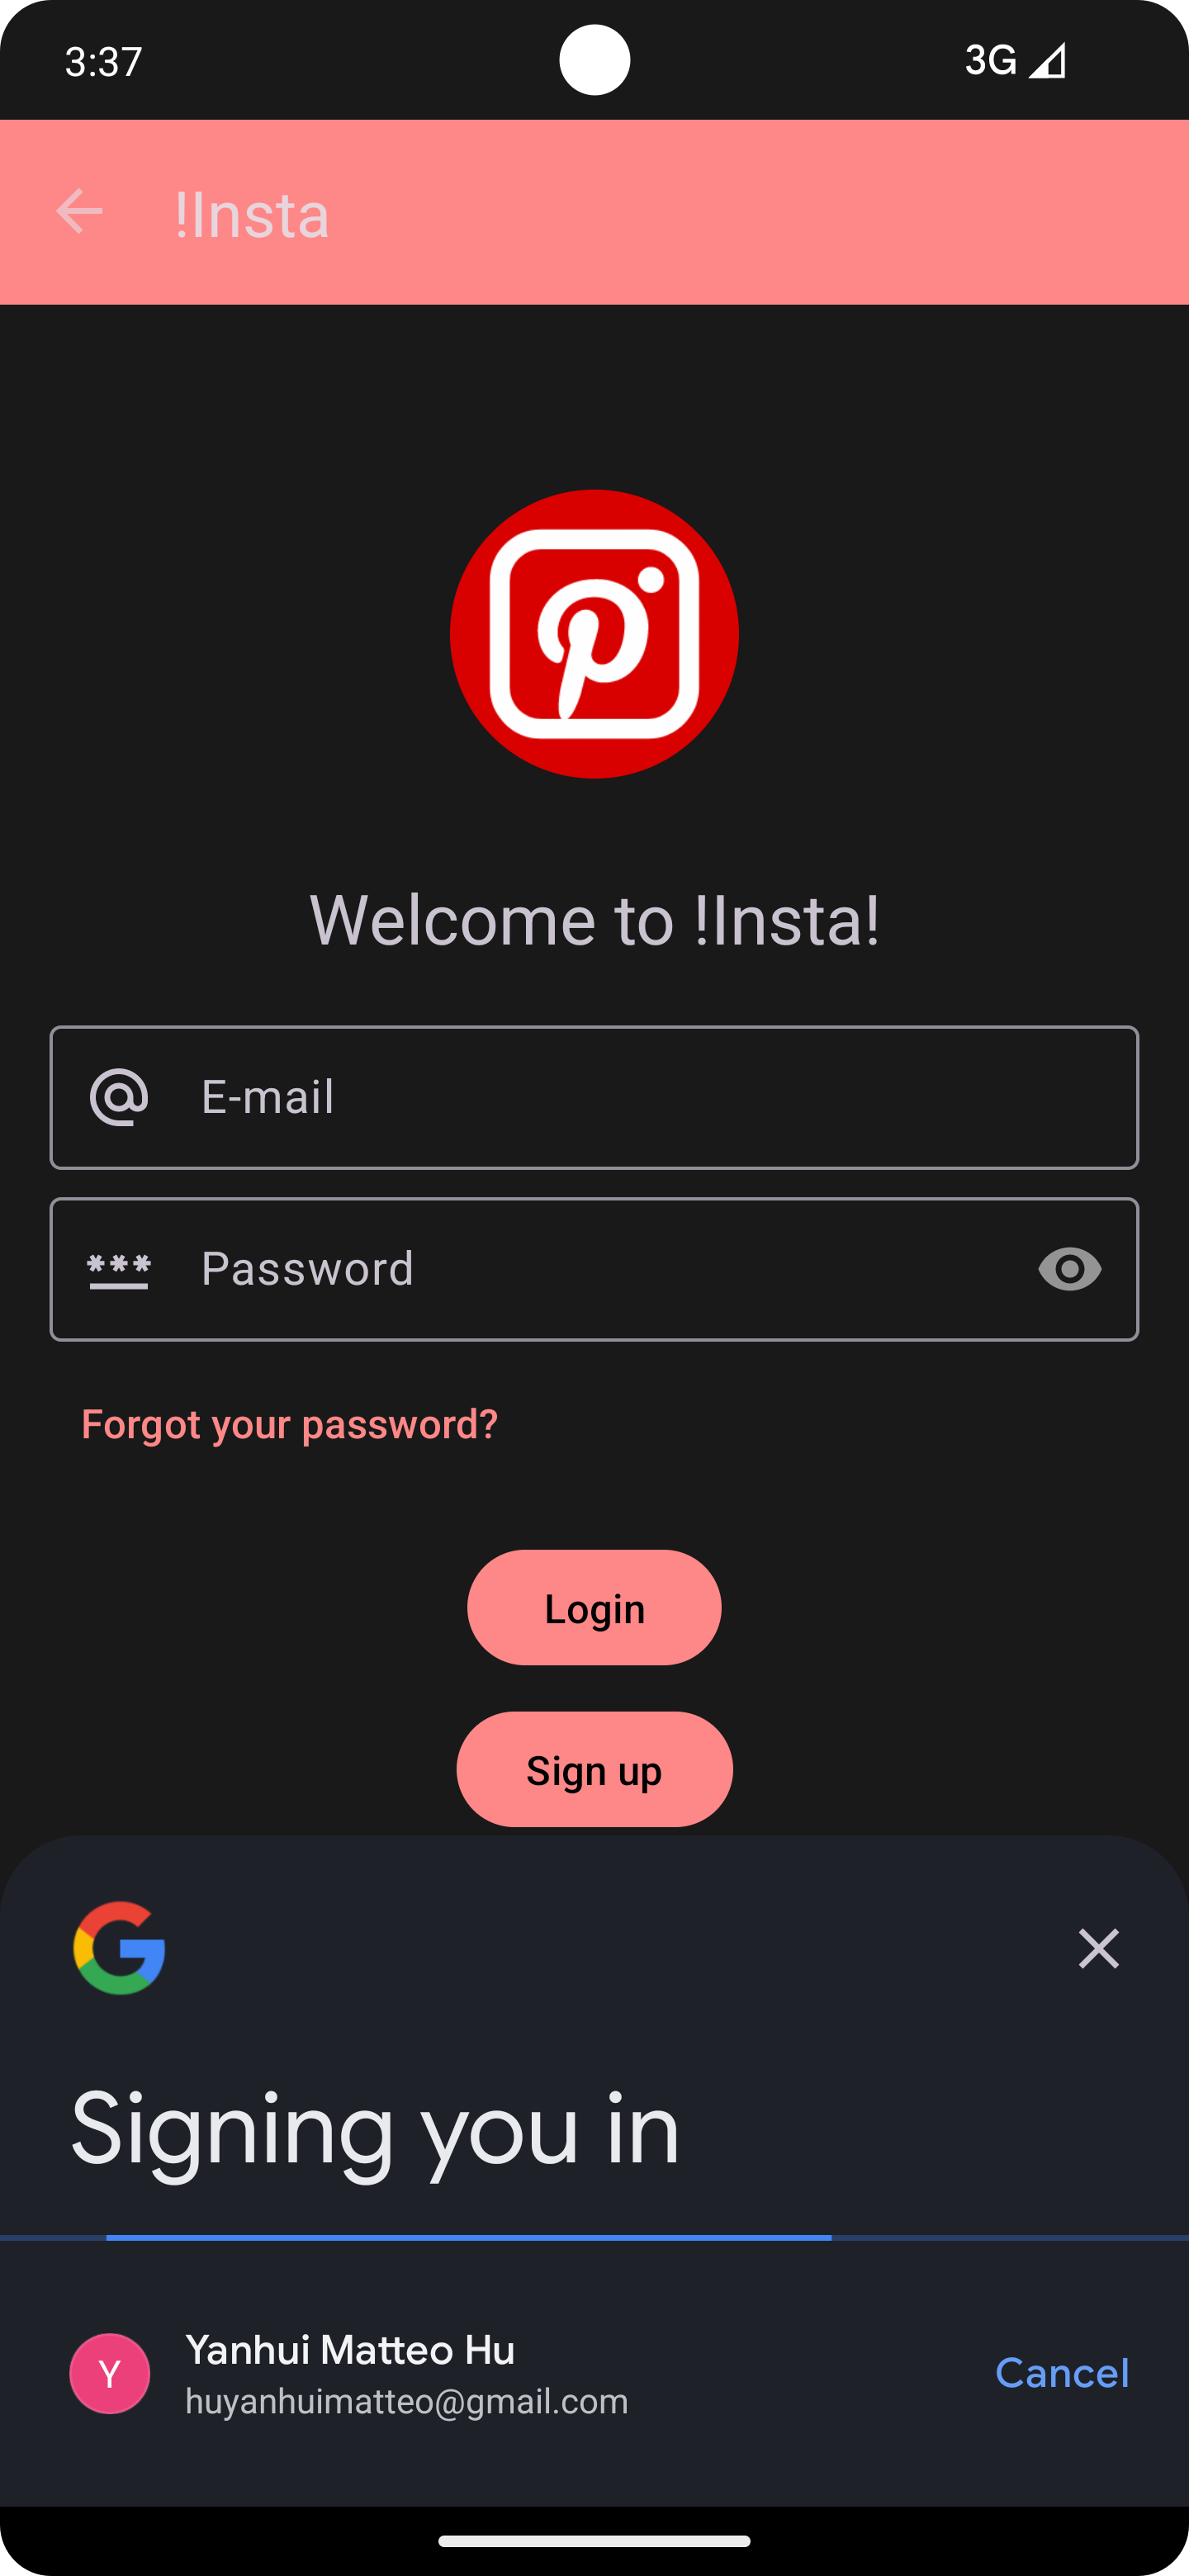 3:37
3G
!Insta
Welcome to !Insta!
E-mail
Password
Forgot your password?
Login
Sign up
Signing you in
Y
Yanhui Matteo Hu
huyanhuimatteo@gmail.com
Cancel